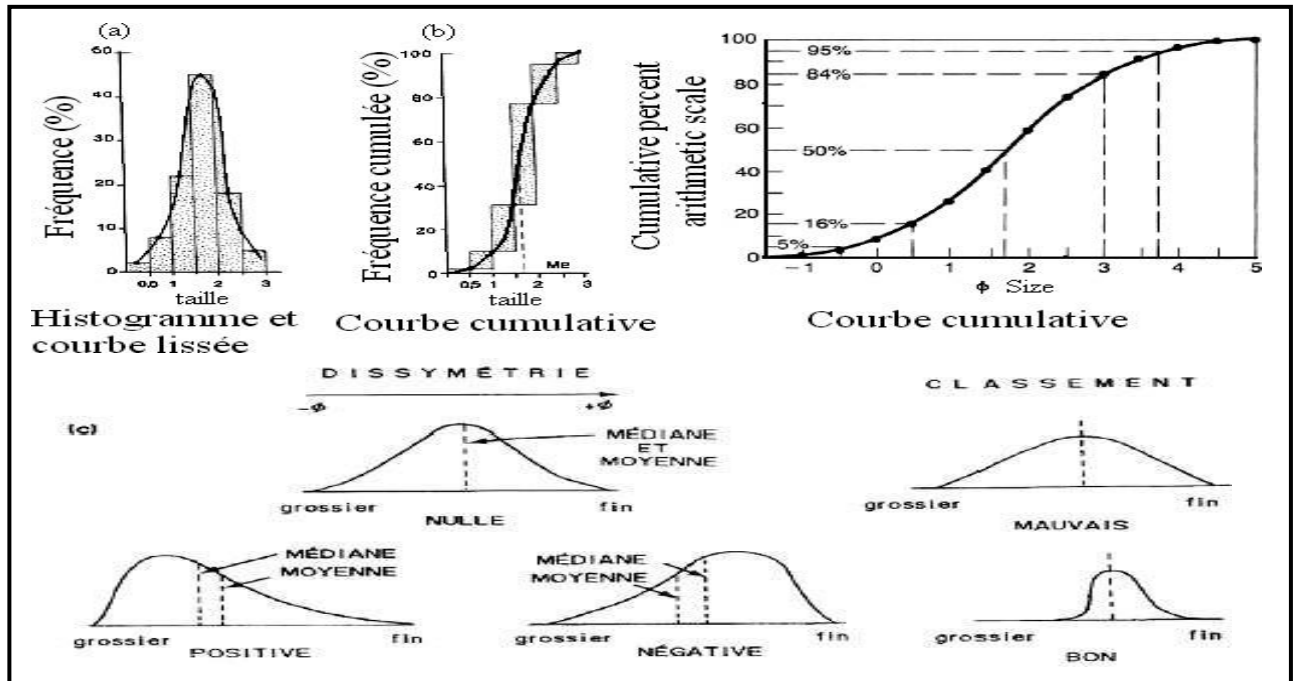 (a)
Fréquence (%)
60
50
40
30
20
10
0
0,5 1 2 3
taille
Histogramme et
courbe lissée
(b)
Fréquence cumulée (%)
100
80
60
40
20
0
Me
0,5 1 2 3
taille
Courbe cumulative
Cumulative percent
arithmetic scale
100
80
60
40
20
0
95%
84%
50%
16%
5%
−1 0 1 2 3 4 5
ϕ Size
Courbe cumulative
DISSYMÉTRIE
-Ø +Ø
(c)
MÉDIANE
ET
MOYENNE
grossier fin
NULLE
CLASSEMENT
grossier fin
MAUVAIS
MÉDIANE
MOYENNE
grossier fin
POSITIVE
MÉDIANE
MOYENNE
grossier fin
NÉGATIVE
grossier fin
BON